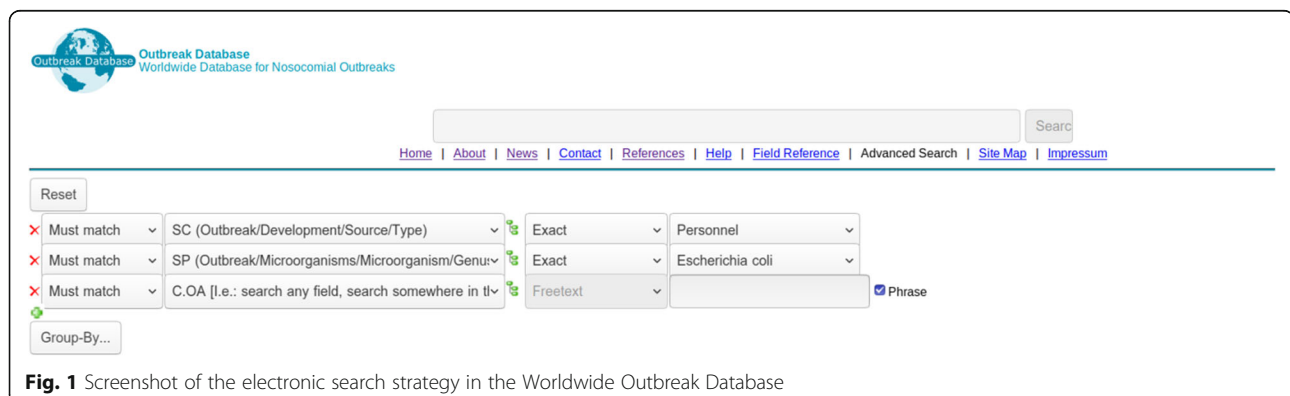 Outbreak Database
Outbreak Database
Worldwide Database for Nosocomial Outbreaks
Searc
Home | About | News | Contact | References | Help | Field Reference | Advanced Search | Site Map | Impressum
Reset
Must match SC (Outbreak/Development/Source/Type) Exact Personnel
Must match SP (Outbreak/Microorganisms/Microorganism/Genu: Exact Escherichia coli
Must match C.OA [I.e.: search any field, search somewhere in tl Freetext Phrase
Group-By...
Fig. 1 Screenshot of the electronic search strategy in the Worldwide Outbreak Database